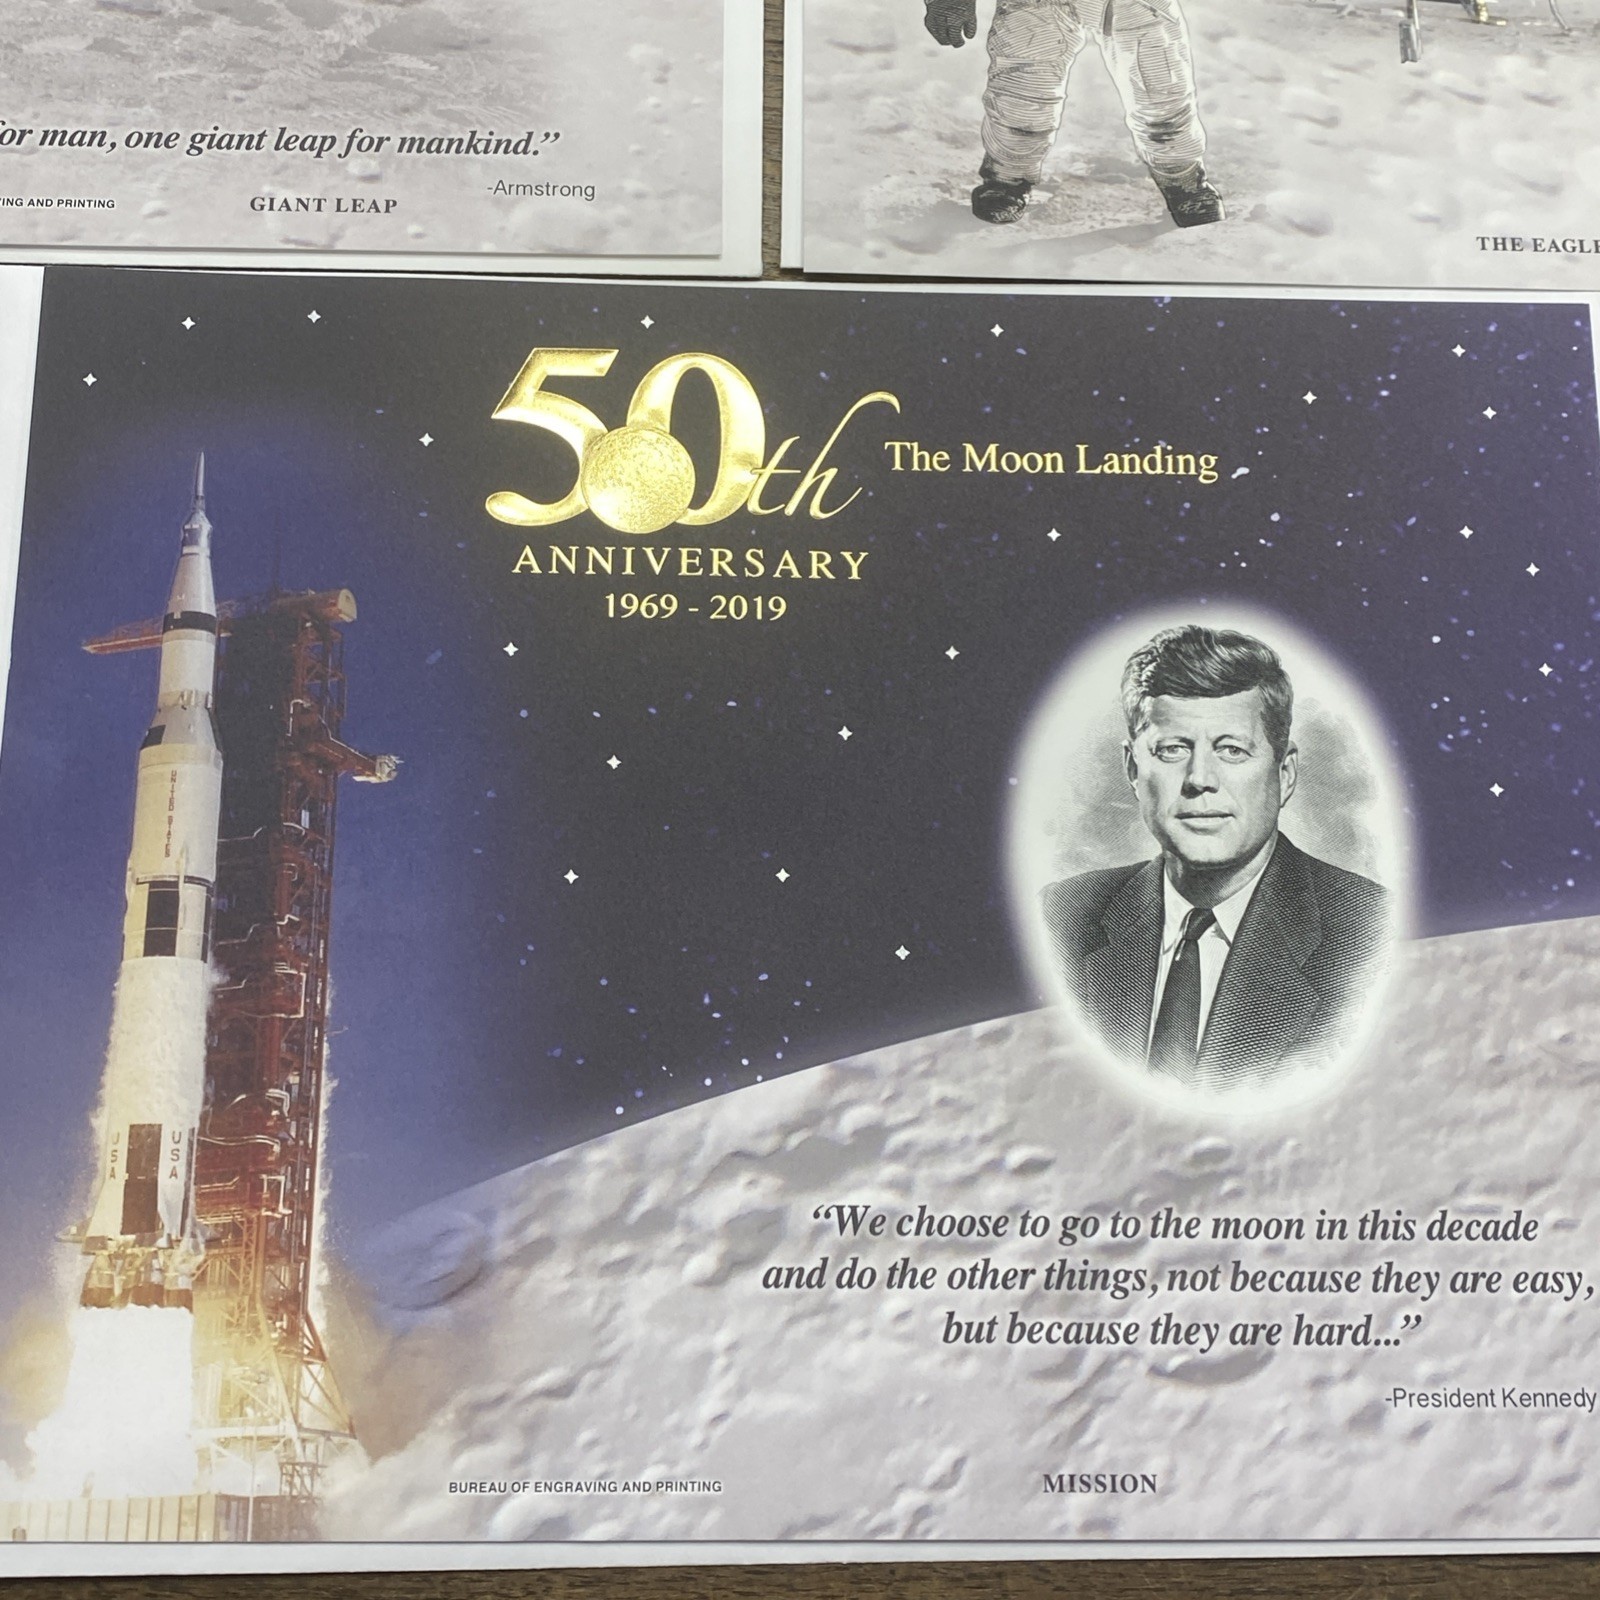 for man, one giant leap for mankind.”
-Armstrong
ING AND PRINTING
GIANT LEAP
THE EAGLE
50th
The Moon Landing
ANNIVERSARY
1969 - 2019
UNITED STATES
USA
USA
“We choose to go to the moon in this decade
and do the other things, not because they are easy,
but because they are hard...”
-President Kennedy
BUREAU OF ENGRAVING AND PRINTING
MISSION